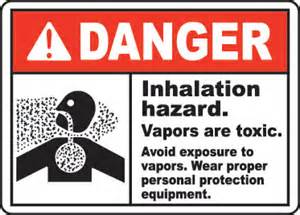 DANGER
Inhalation
hazard.
Vapors are toxic.
Avoid exposure to
vapors. Wear proper
personal protection
equipment.